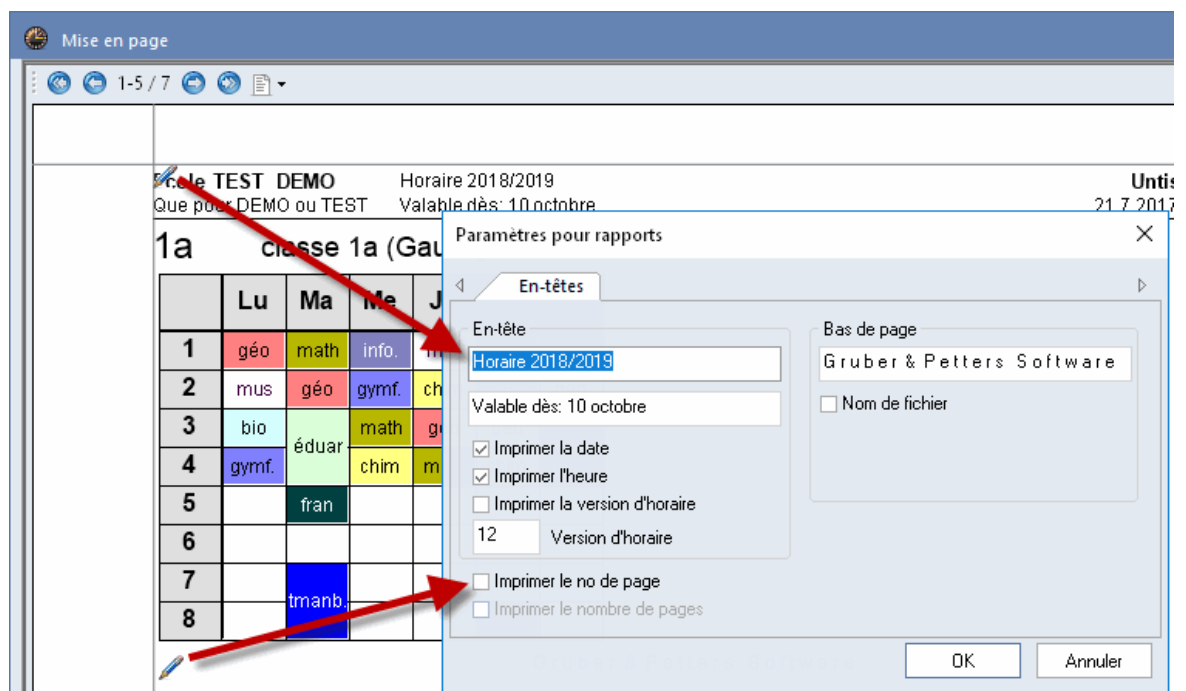 Mise en page
1-5 / 7
École TEST DEMO Horaire 2018/2019 Untis
Que pour DEMO ou TEST Valable dès: 10 octobre 21.7.2017
1a classe 1a (Gau
Lu Ma Me J
1 géo math info. m
2 mus géo gymf. ch
3 bio éduar. math gé
4 gymf. chim m
5 fran
6
7 tmanb.
8
Paramètres pour rapports
En-têtes
En-tête
Horaire 2018/2019
Valable dès: 10 octobre
Imprimer la date
Imprimer l'heure
Imprimer la version d'horaire
12 Version d'horaire
Imprimer le no de page
Imprimer le nombre de pages
Bas de page
Gruber & Petters Software
Nom de fichier
OK Annuler